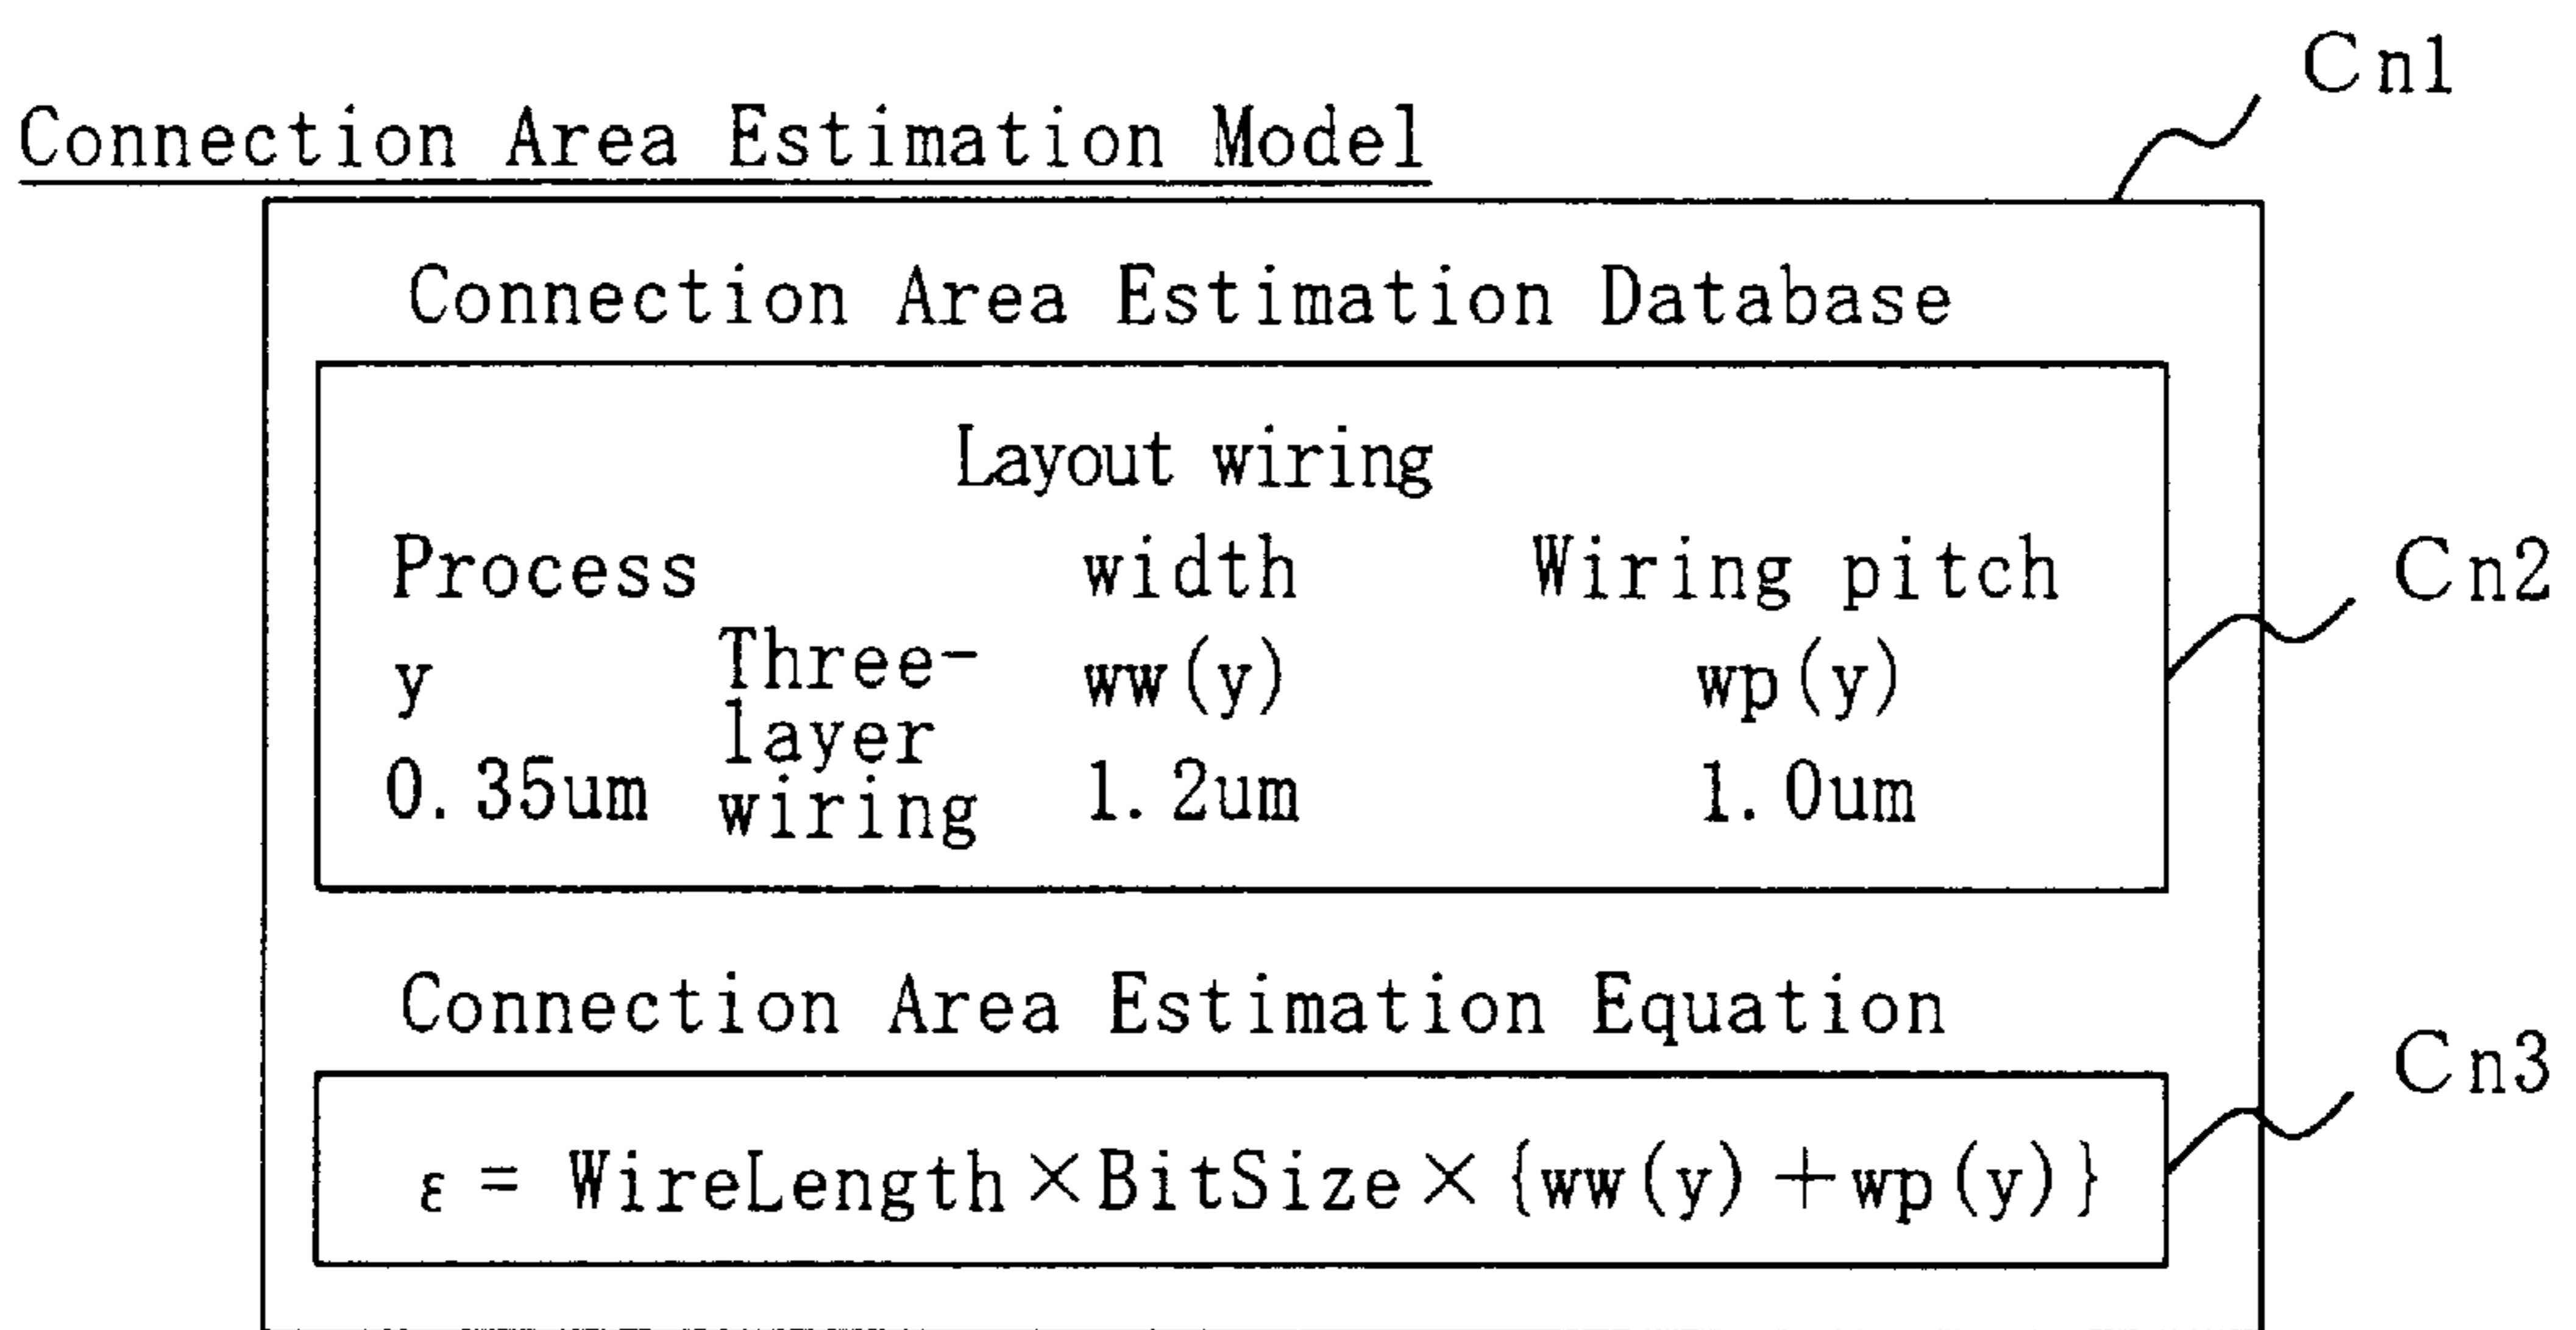 Cn1
Connection Area Estimation Model
Connection Area Estimation Database
Layout wiring
Process width Wiring pitch
Cn2
y Three- ww(y) wp(y)
layer
0.35um wiring 1.2um 1.0um
Connection Area Estimation Equation
Cn3
ε = WireLength×BitSize×{ww(y)+wp(y)}